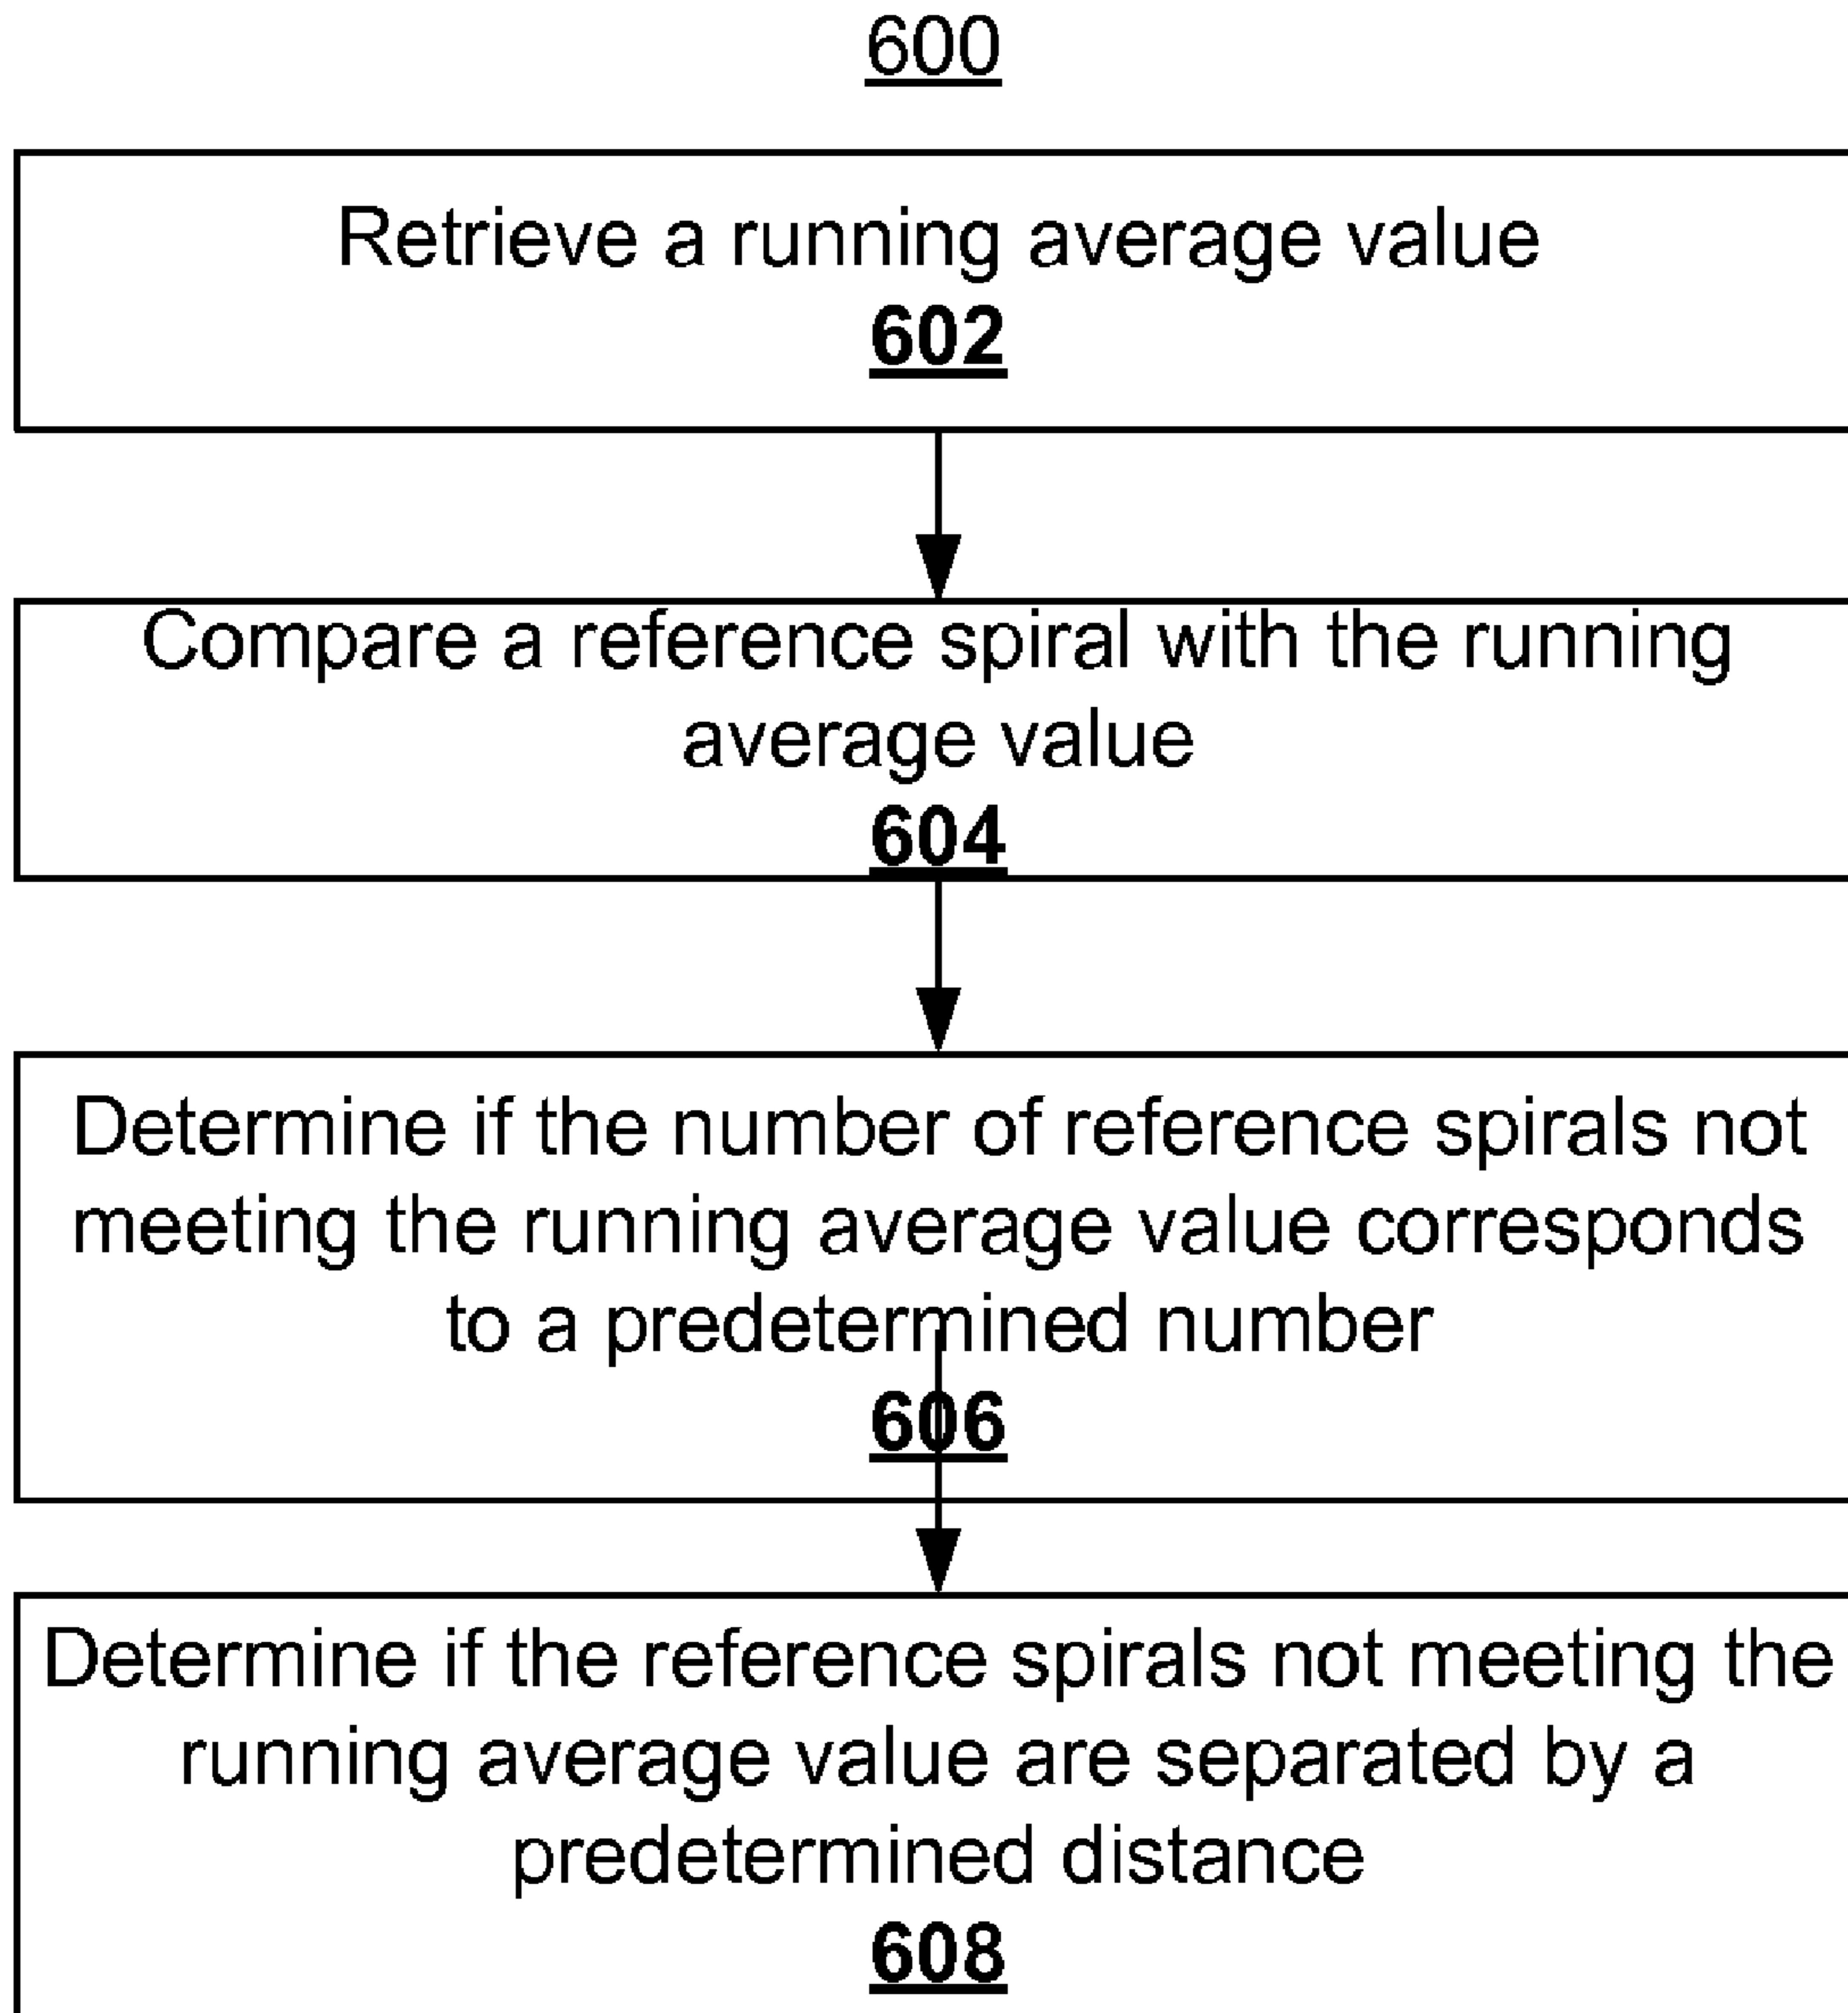 600
Retrieve a running average value
602
Compare a reference spiral with the running
average value
604
Determine if the number of reference spirals not
meeting the running average value corresponds
to a predetermined number
606
Determine if the reference spirals not meeting the
running average value are separated by a
predetermined distance
608